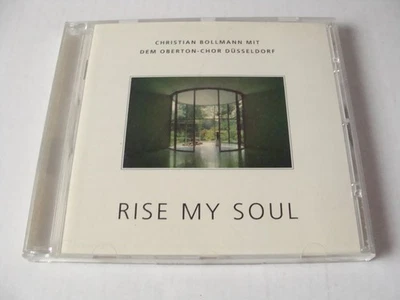 CHRISTIAN BOLLMANN MIT
DEM OBERTON-CHOR DÜSSELDORF
RISE MY SOUL